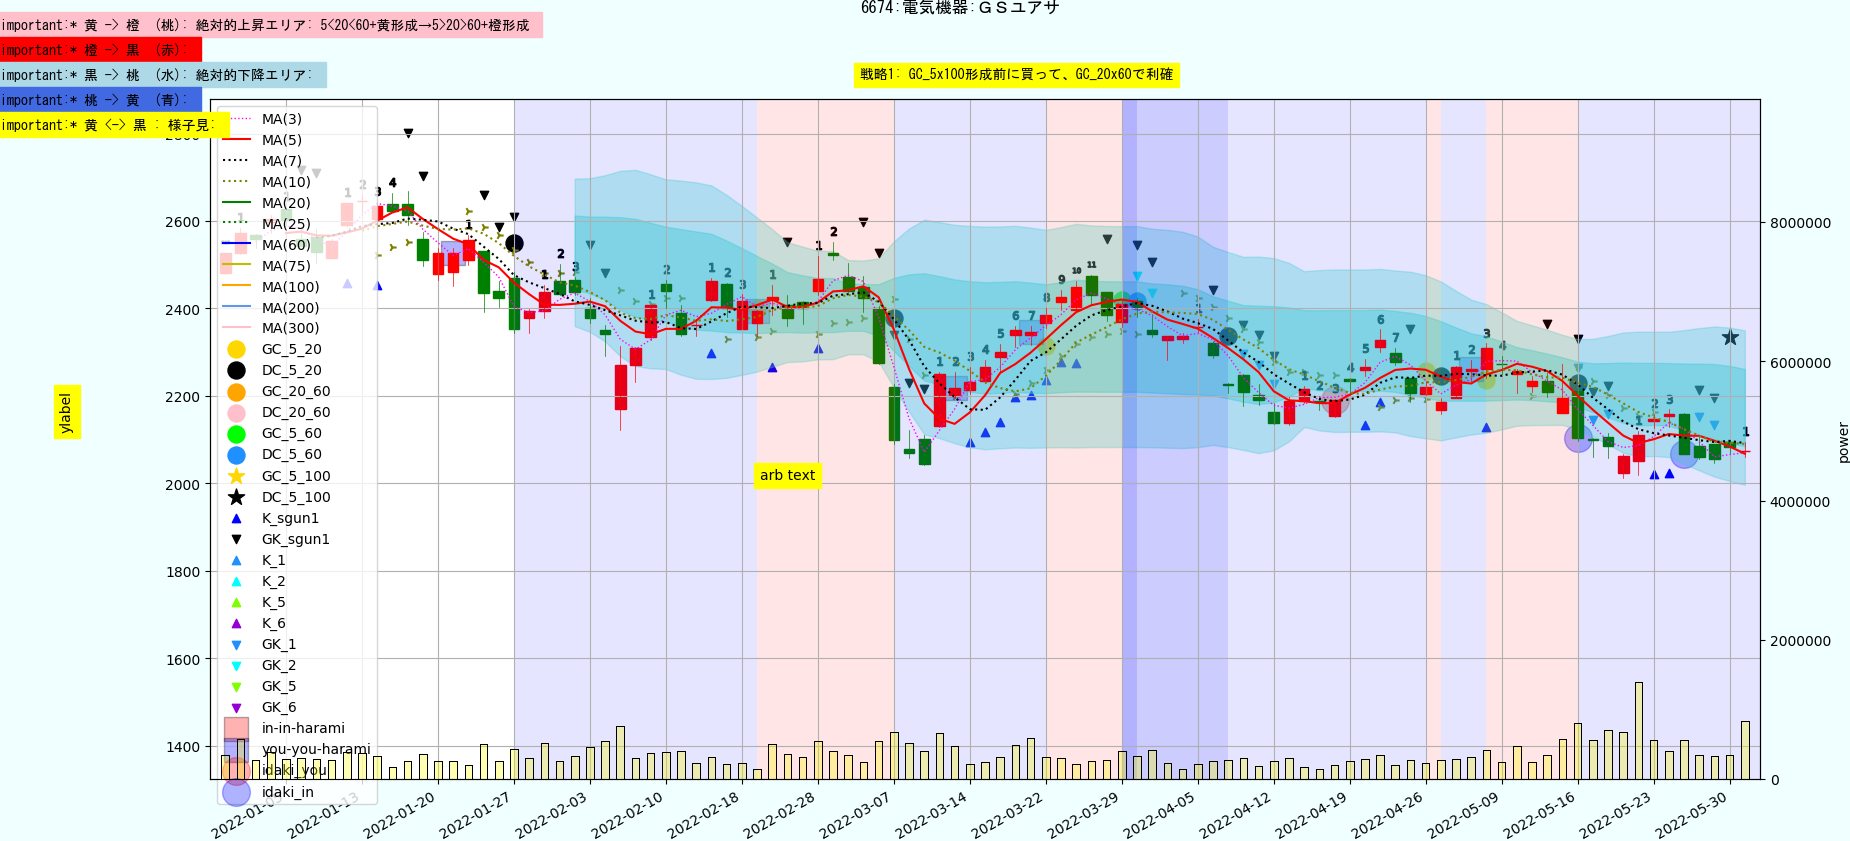 6674:電気機器:ＧＳユアサ
important:* 黄 -> 橙 (桃): 絶対的上昇エリア: 5<20<60+黄形成→5>20>60+橙形成
important:* 橙 -> 黒 (赤):
important:* 黒 -> 桃 (水): 絶対的下降エリア:
戦略1: GC_5x100形成前に買って、GC_20x60で利確
important:* 桃 -> 黄 (青):
important:* 黄 <-> 黒 : 様子見:
MA(3)
MA(5)
MA(7)
MA(10)
MA(20)
MA(25)
MA(60)
MA(75)
MA(100)
MA(200)
MA(300)
GC_5_20
DC_5_20
GC_20_60
DC_20_60
GC_5_60
DC_5_60
GC_5_100
DC_5_100
K_sgun1
GK_sgun1
K_1
K_2
K_5
K_6
GK_1
GK_2
GK_5
GK_6
in-in-harami
you-you-harami
idaki_you
idaki_in
2600
2400
2200
2000
1800
1600
1400
ylabel
arb text
8000000
6000000
4000000
2000000
0
power
2022-01-13
2022-01-20
2022-01-27
2022-02-03
2022-02-10
2022-02-18
2022-02-28
2022-03-07
2022-03-14
2022-03-22
2022-03-29
2022-04-05
2022-04-12
2022-04-19
2022-04-26
2022-05-09
2022-05-16
2022-05-23
2022-05-30